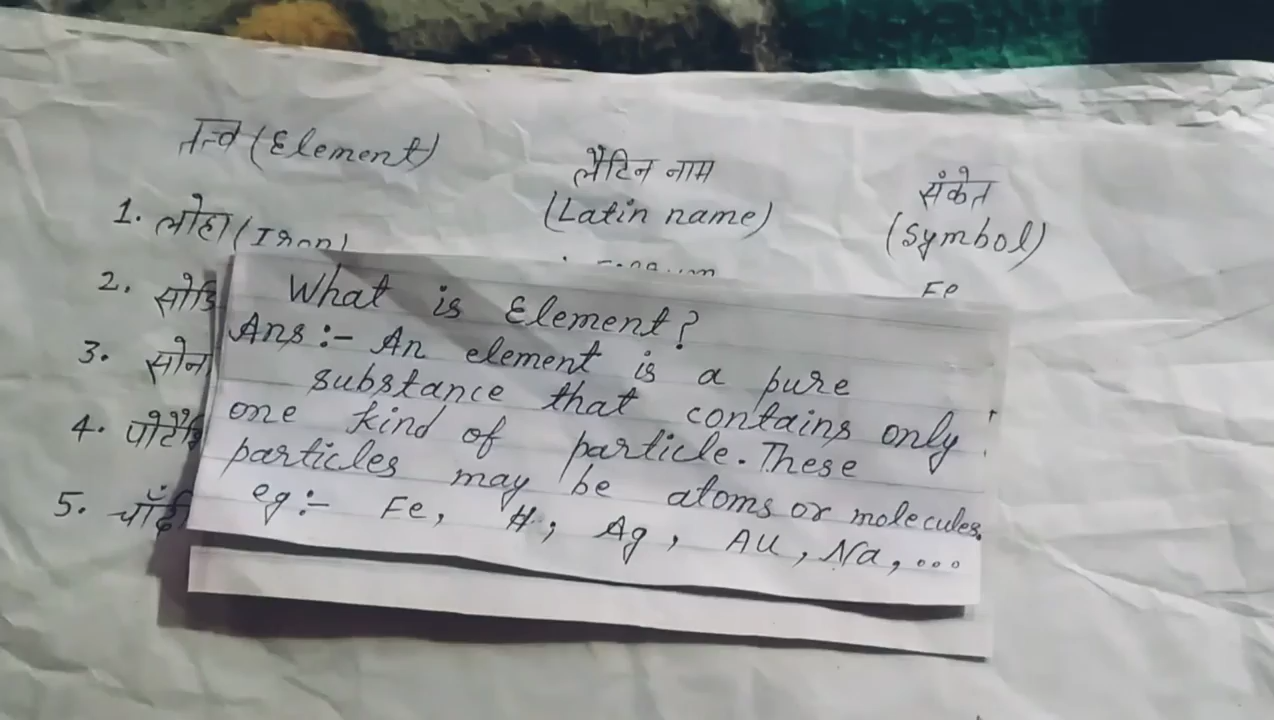 तत्व (Element)
लैटिन नाम
(Latin name)
संकेत
(Symbol)
1. लोहा (Iron)
Fe
2.
3.
4.
5.
What is Element?
Ans :- An element is a pure
substance that contains only
one kind of particle. These
particles may be atoms or molecules.
eg :- Fe, H, Ag, Au, Na, ...